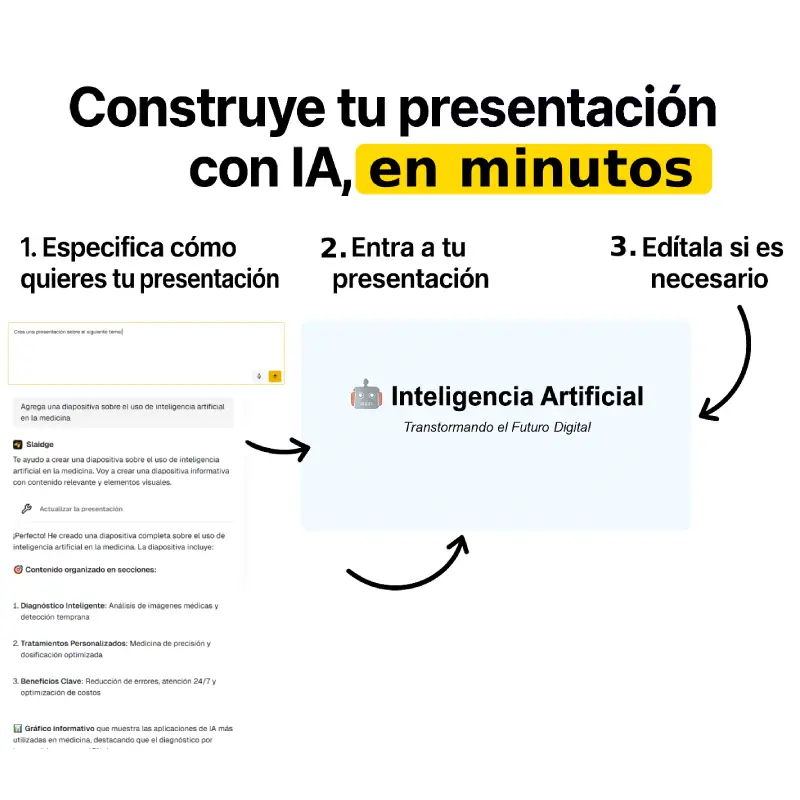 Construye tu presentación
con IA, en minutos
1. Especifica cómo
quieres tu presentación
2. Entra a tu
presentación
3. Edítala si es
necesario
Crea una presentación sobre el siguiente tema:
Agrega una diapositiva sobre el uso de inteligencia artificial
en la medicina
Slaidge
Te ayudo a crear una diapositiva sobre el uso de inteligencia
artificial en la medicina. Voy a crear una diapositiva informativa
con contenido relevante y elementos visuales.
Actualizar la presentación
¡Perfecto! He creado una diapositiva completa sobre el uso de
inteligencia artificial en la medicina. La diapositiva incluye:
🎯 Contenido organizado en secciones:
1. Diagnóstico Inteligente: Análisis de imágenes médicas y
detección temprana
2. Tratamientos Personalizados: Medicina de precisión y
dosificación optimizada
3. Beneficios Clave: Reducción de errores, atención 24/7 y
optimización de costos
📊 Gráfico informativo que muestra las aplicaciones de IA más
utilizadas en medicina, destacando que el diagnóstico por
🤖 Inteligencia Artificial
Transtormando el Futuro Digital